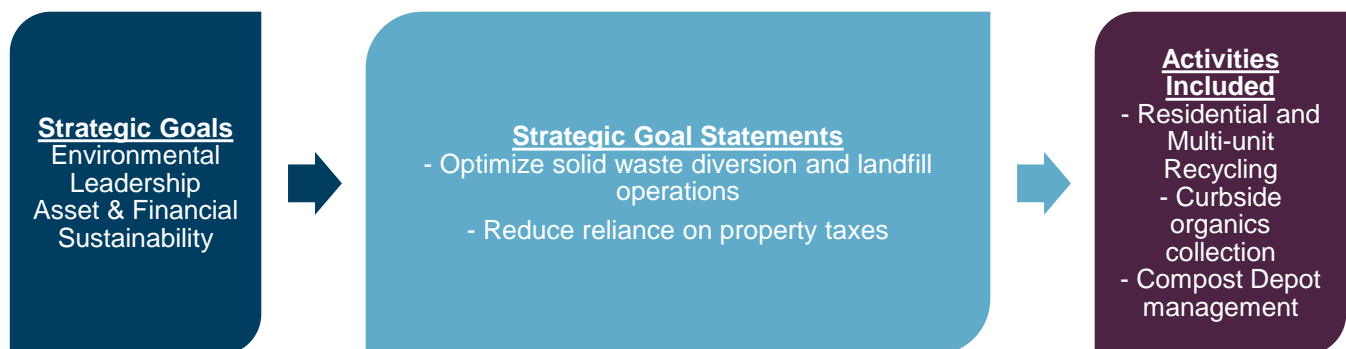 Strategic Goals
Environmental
Leadership
Asset & Financial
Sustainability
Strategic Goal Statements
- Optimize solid waste diversion and landfill
operations
- Reduce reliance on property taxes
Activities
Included
- Residential and
Multi-unit
Recycling
- Curbside
organics
collection
- Compost Depot
management